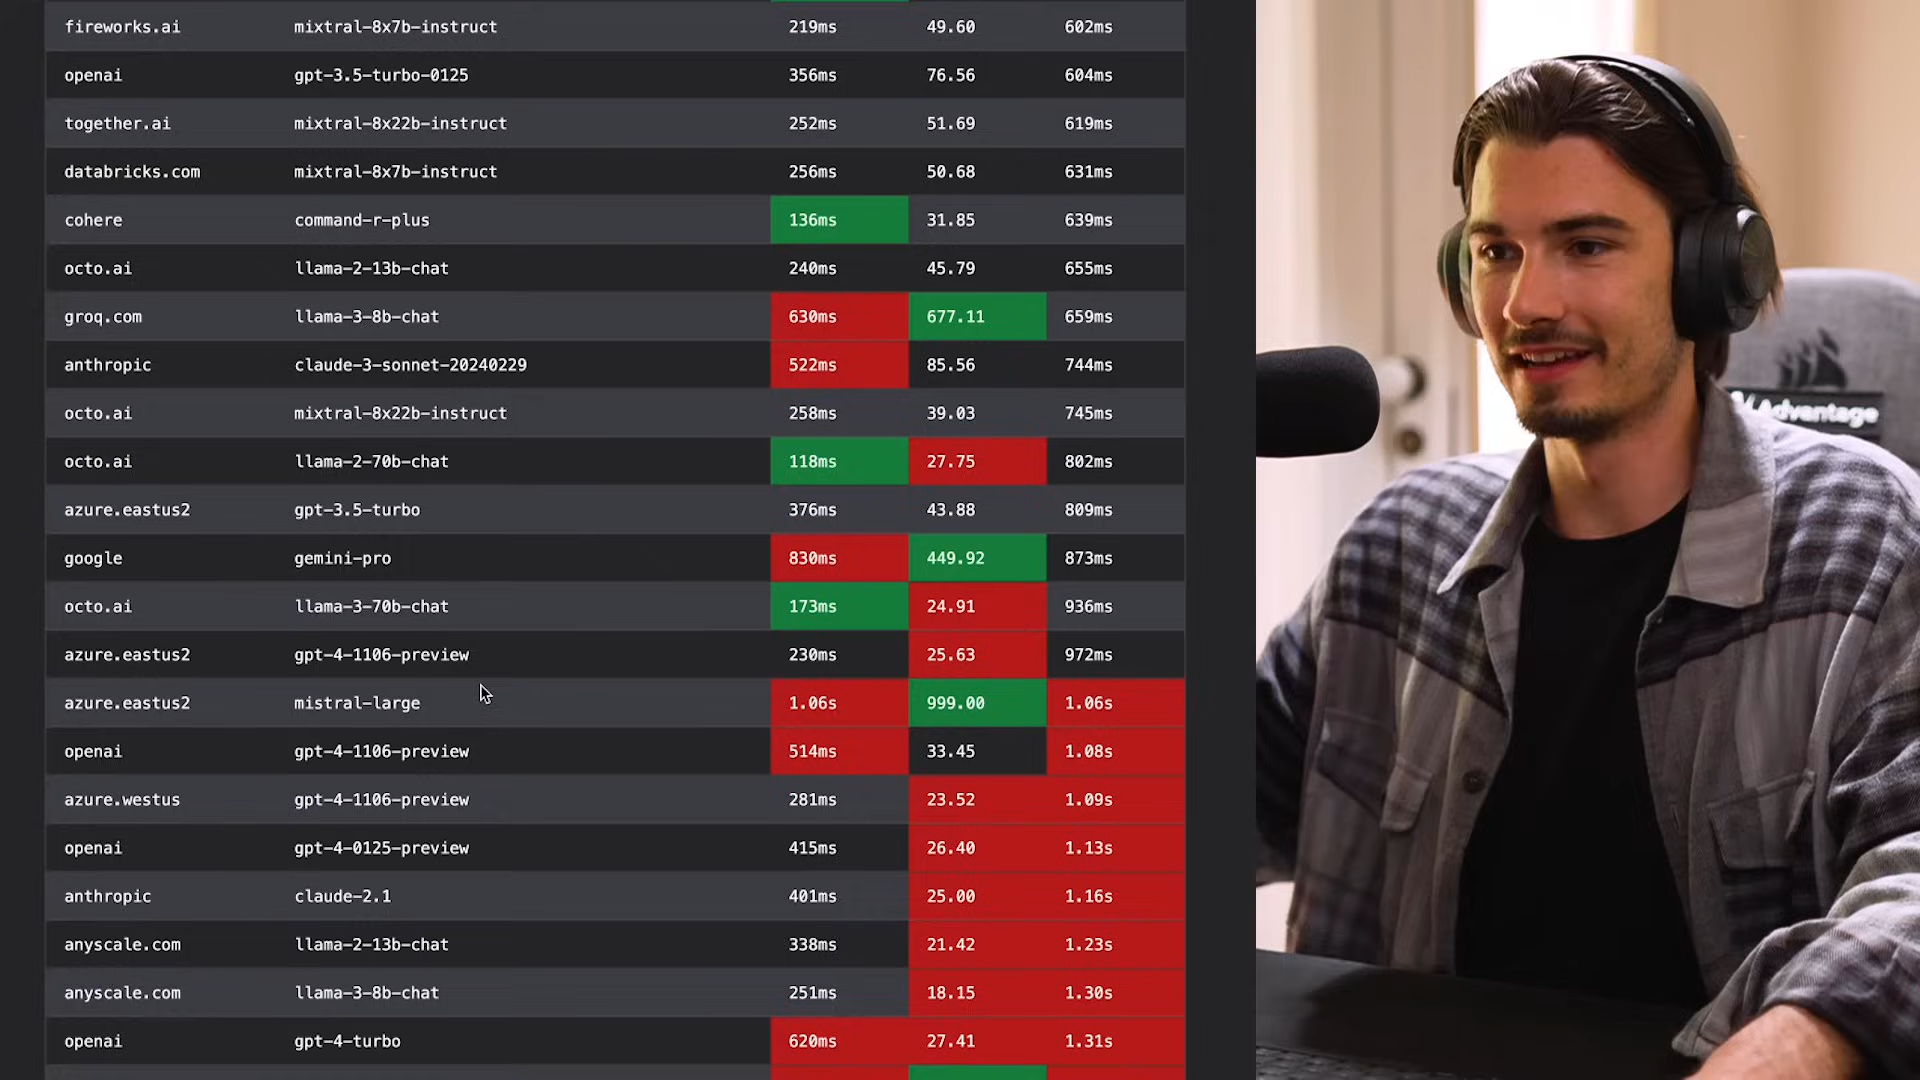 fireworks.ai mixtral-8x7b-instruct 219ms 49.60 602ms
openai gpt-3.5-turbo-0125 356ms 76.56 604ms
together.ai mixtral-8x22b-instruct 252ms 51.69 619ms
databricks.com mixtral-8x7b-instruct 256ms 50.68 631ms
cohere command-r-plus 136ms 31.85 639ms
octo.ai llama-2-13b-chat 240ms 45.79 655ms
groq.com llama-3-8b-chat 630ms 677.11 659ms
anthropic claude-3-sonnet-20240229 522ms 85.56 744ms
octo.ai mixtral-8x22b-instruct 258ms 39.03 745ms
octo.ai llama-2-70b-chat 118ms 27.75 802ms
azure.eastus2 gpt-3.5-turbo 376ms 43.88 809ms
google gemini-pro 830ms 449.92 873ms
octo.ai llama-3-70b-chat 173ms 24.91 936ms
azure.eastus2 gpt-4-1106-preview 230ms 25.63 972ms
azure.eastus2 mistral-large 1.06s 999.00 1.06s
openai gpt-4-1106-preview 514ms 33.45 1.08s
azure.westus gpt-4-1106-preview 281ms 23.52 1.09s
openai gpt-4-0125-preview 415ms 26.40 1.13s
anthropic claude-2.1 401ms 25.00 1.16s
anyscale.com llama-2-13b-chat 338ms 21.42 1.23s
anyscale.com llama-3-8b-chat 251ms 18.15 1.30s
openai gpt-4-turbo 620ms 27.41 1.31s
Advantage